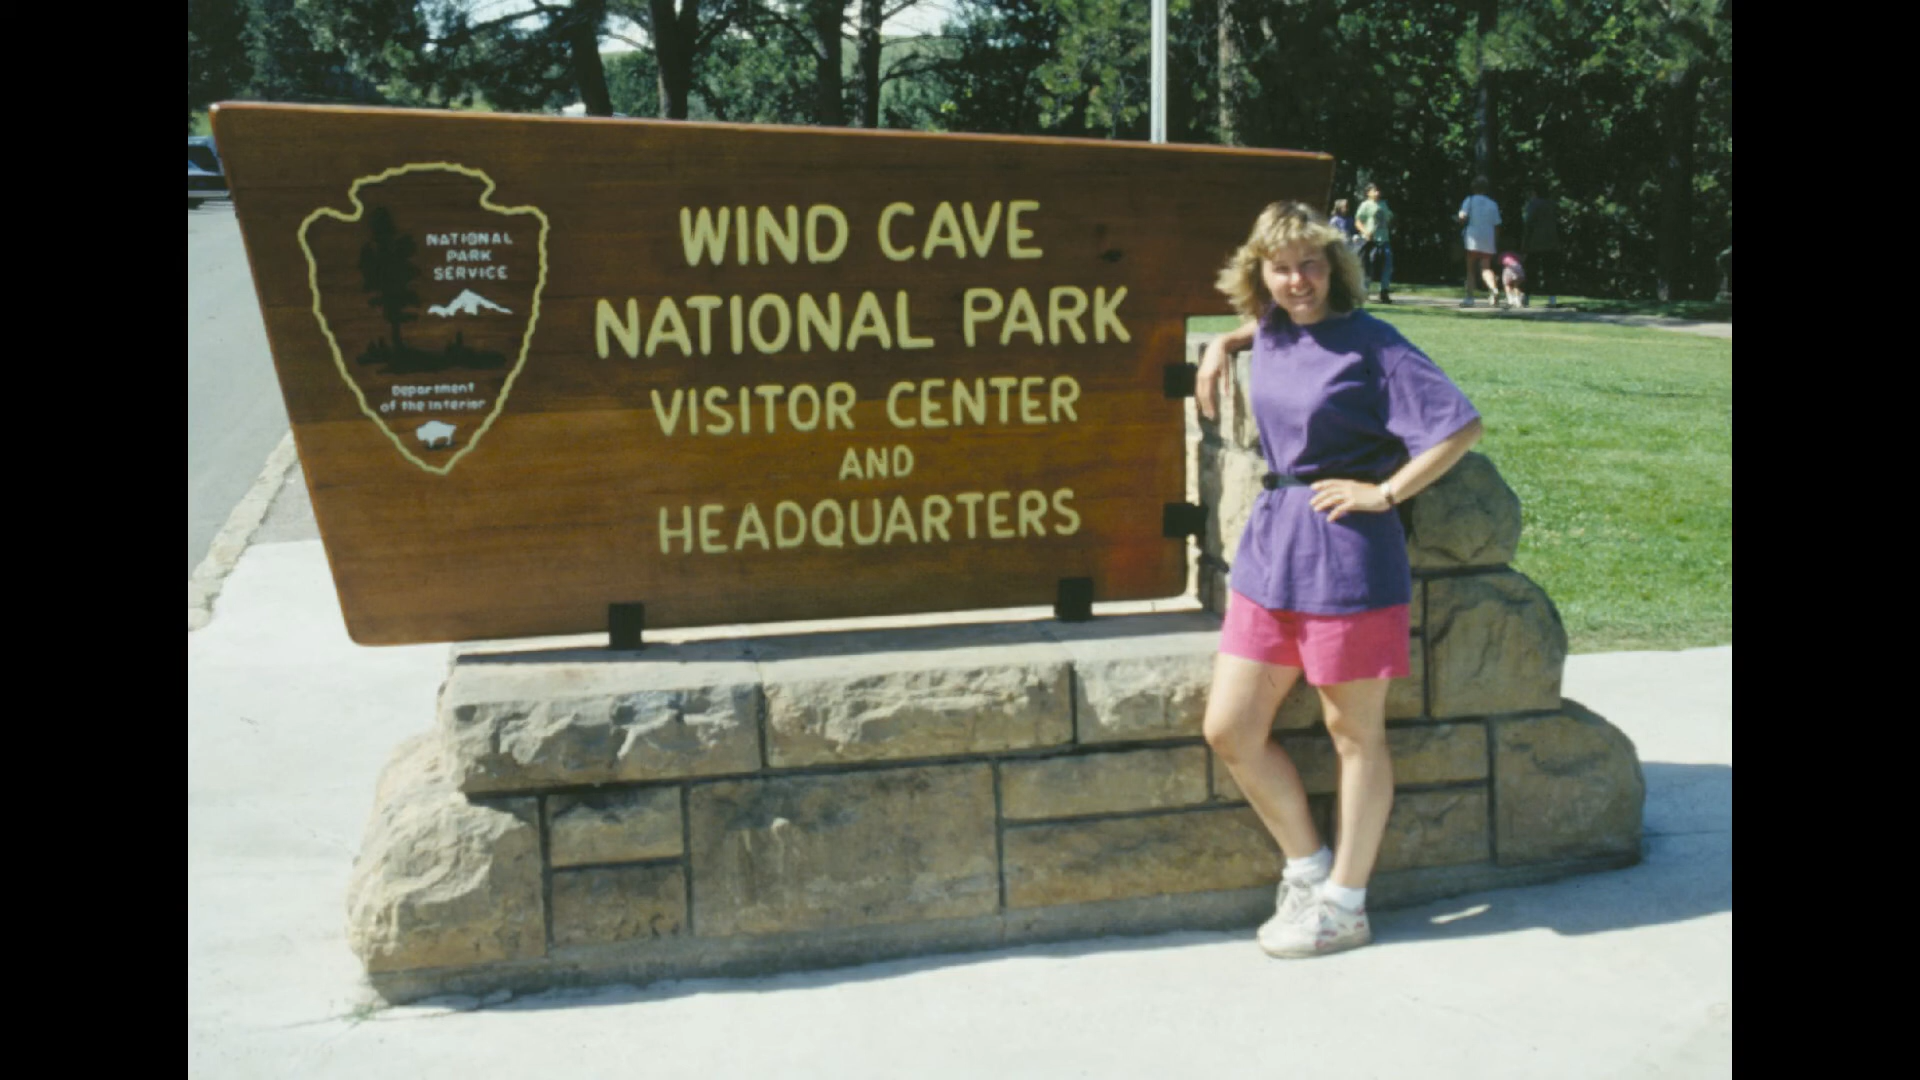 NATIONAL
PARK
SERVICE
Department
of the Interior
WIND CAVE
NATIONAL PARK
VISITOR CENTER
AND
HEADQUARTERS